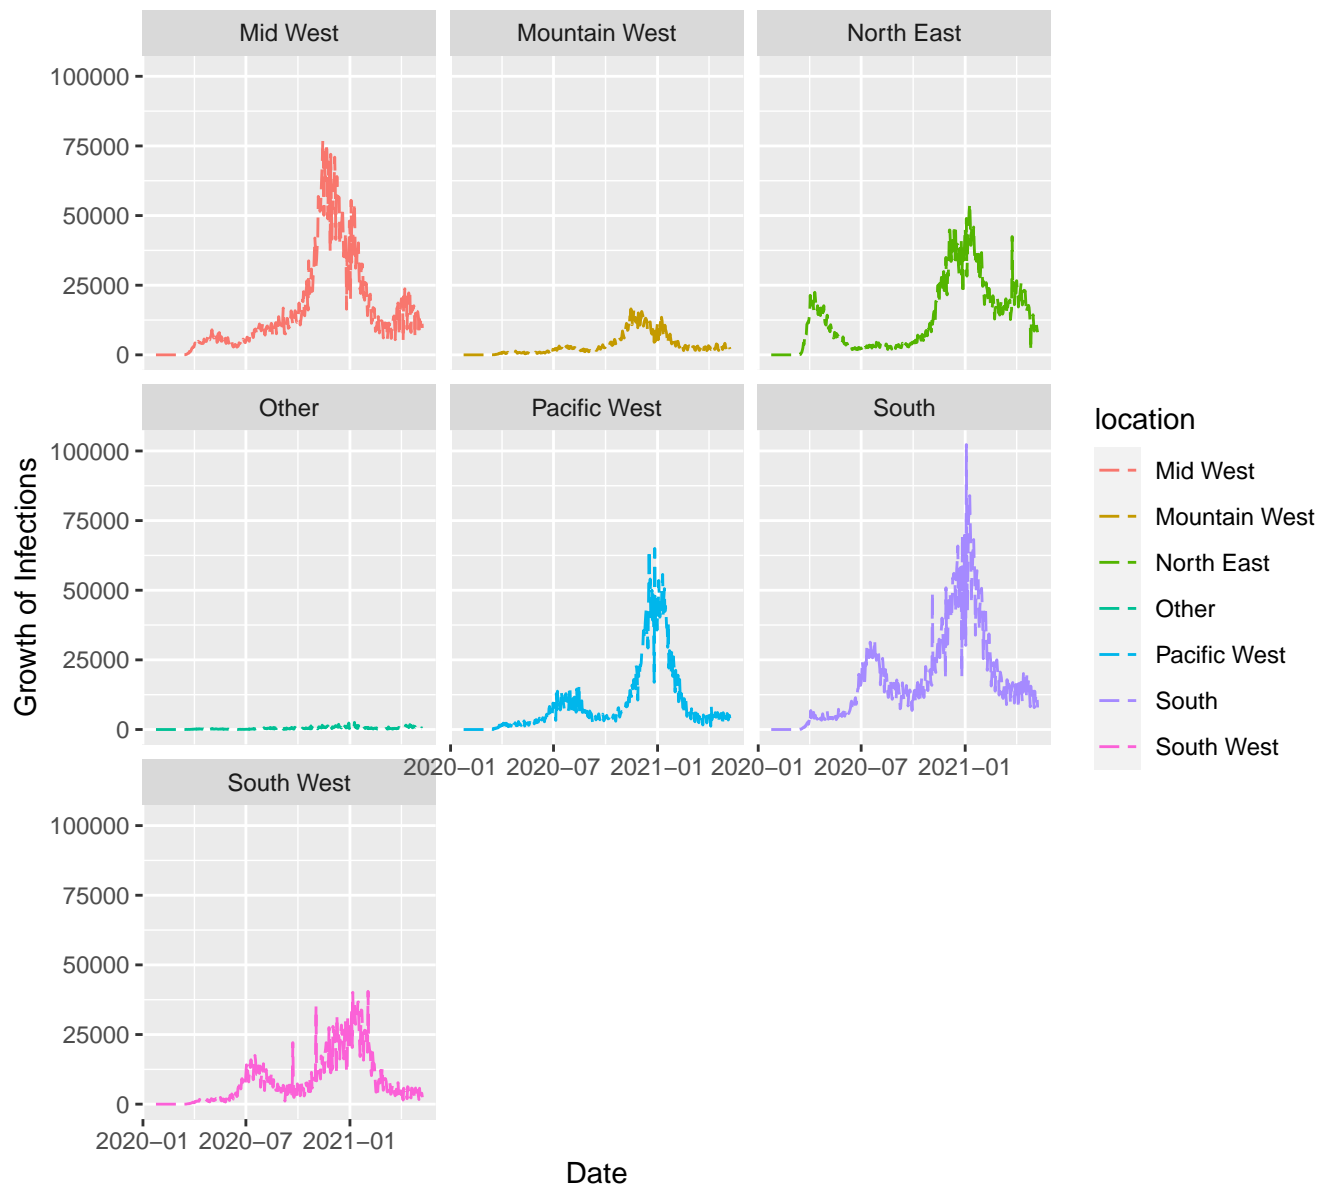 Mid West
Mountain West
North East
100000
75000
50000
25000
0
Other
Pacific West
South
100000
75000
50000
25000
0
2020−01
2020−07
2021−01
2020−01
2020−07
2021−01
South West
100000
75000
50000
25000
0
2020−01
2020−07
2021−01
Growth of Infections
Date
location
Mid West
Mountain West
North East
Other
Pacific West
South
South West